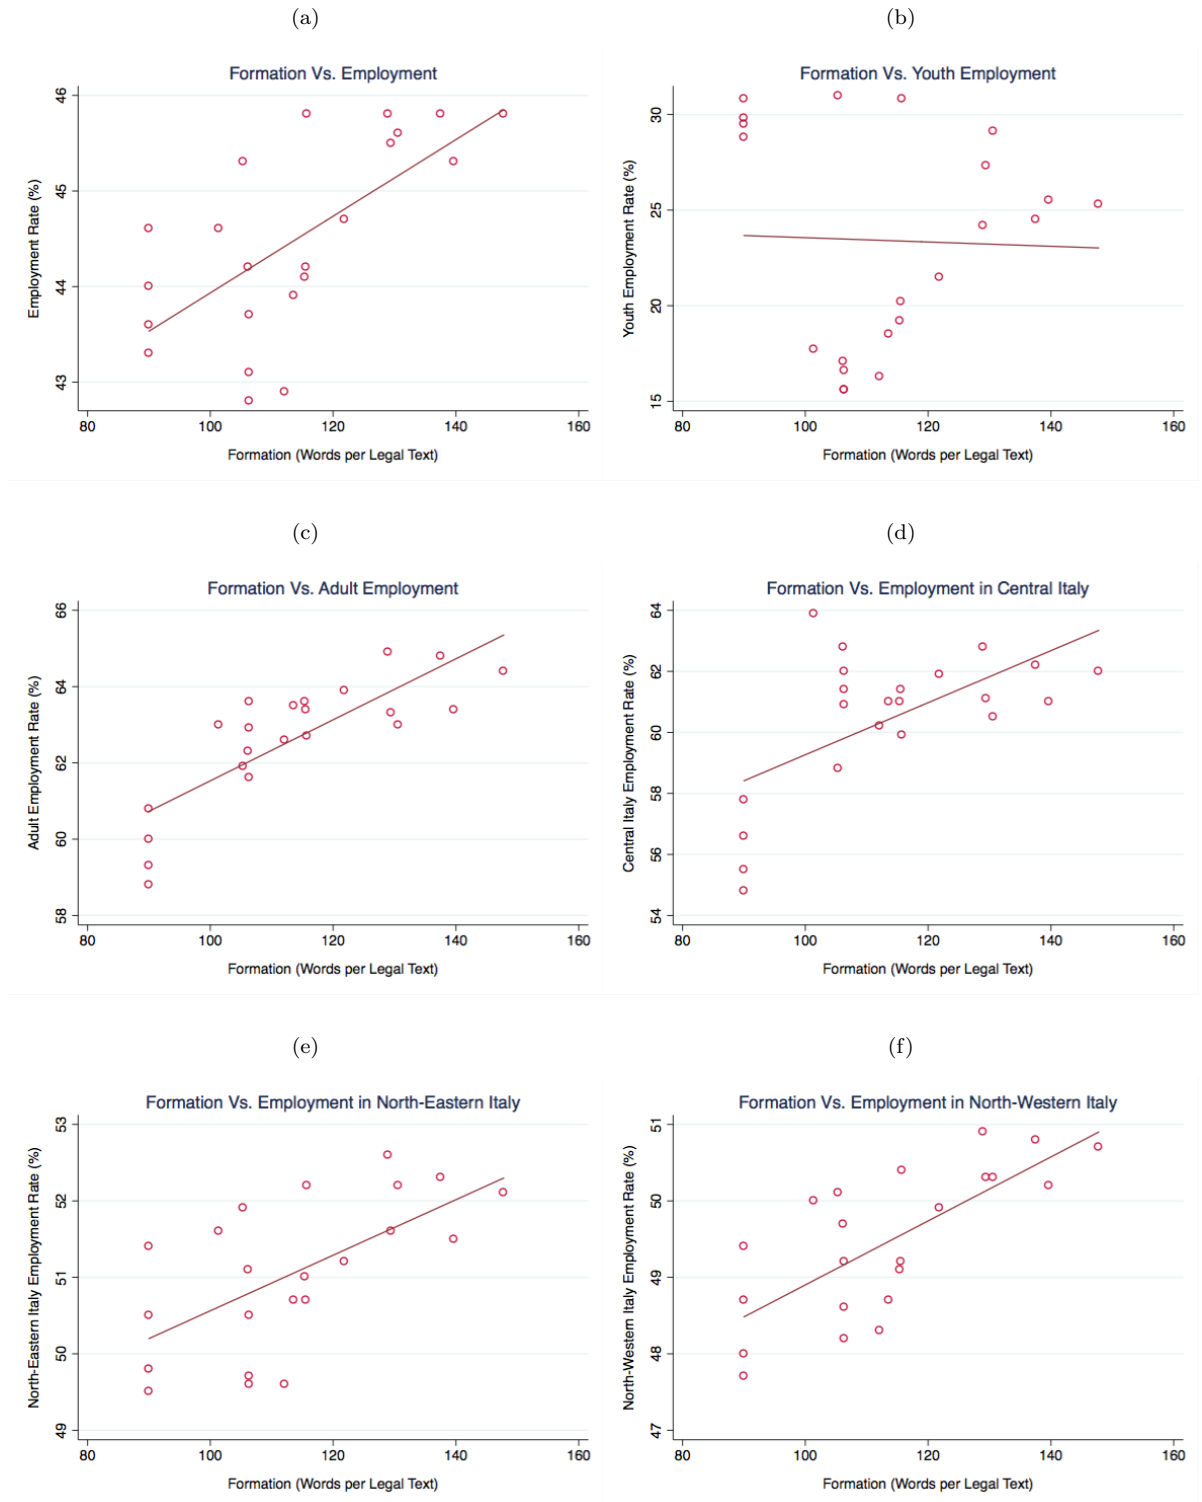 (a)
Formation Vs. Employment
Employment Rate (%)
46
45
44
43
80 100 120 140 160
Formation (Words per Legal Text)
(b)
Formation Vs. Youth Employment
Youth Employment Rate (%)
30
25
20
15
80 100 120 140 160
Formation (Words per Legal Text)
(c)
Formation Vs. Adult Employment
Adult Employment Rate (%)
66
64
62
60
58
80 100 120 140 160
Formation (Words per Legal Text)
(d)
Formation Vs. Employment in Central Italy
Central Italy Employment Rate (%)
64
62
60
58
56
54
80 100 120 140 160
Formation (Words per Legal Text)
(e)
Formation Vs. Employment in North-Eastern Italy
North-Eastern Italy Employment Rate (%)
53
52
51
50
49
80 100 120 140 160
Formation (Words per Legal Text)
(f)
Formation Vs. Employment in North-Western Italy
North-Western Italy Employment Rate (%)
51
50
49
48
47
80 100 120 140 160
Formation (Words per Legal Text)